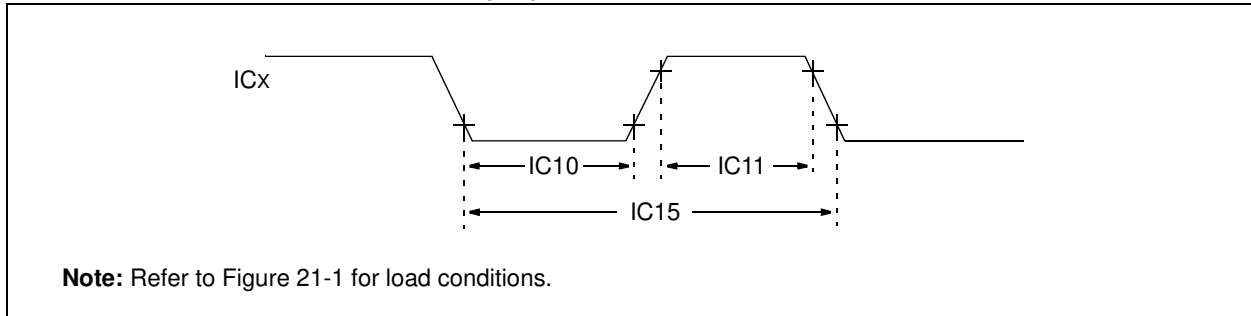 ICX
IC10
IC11
IC15
Note: Refer to Figure 21-1 for load conditions.